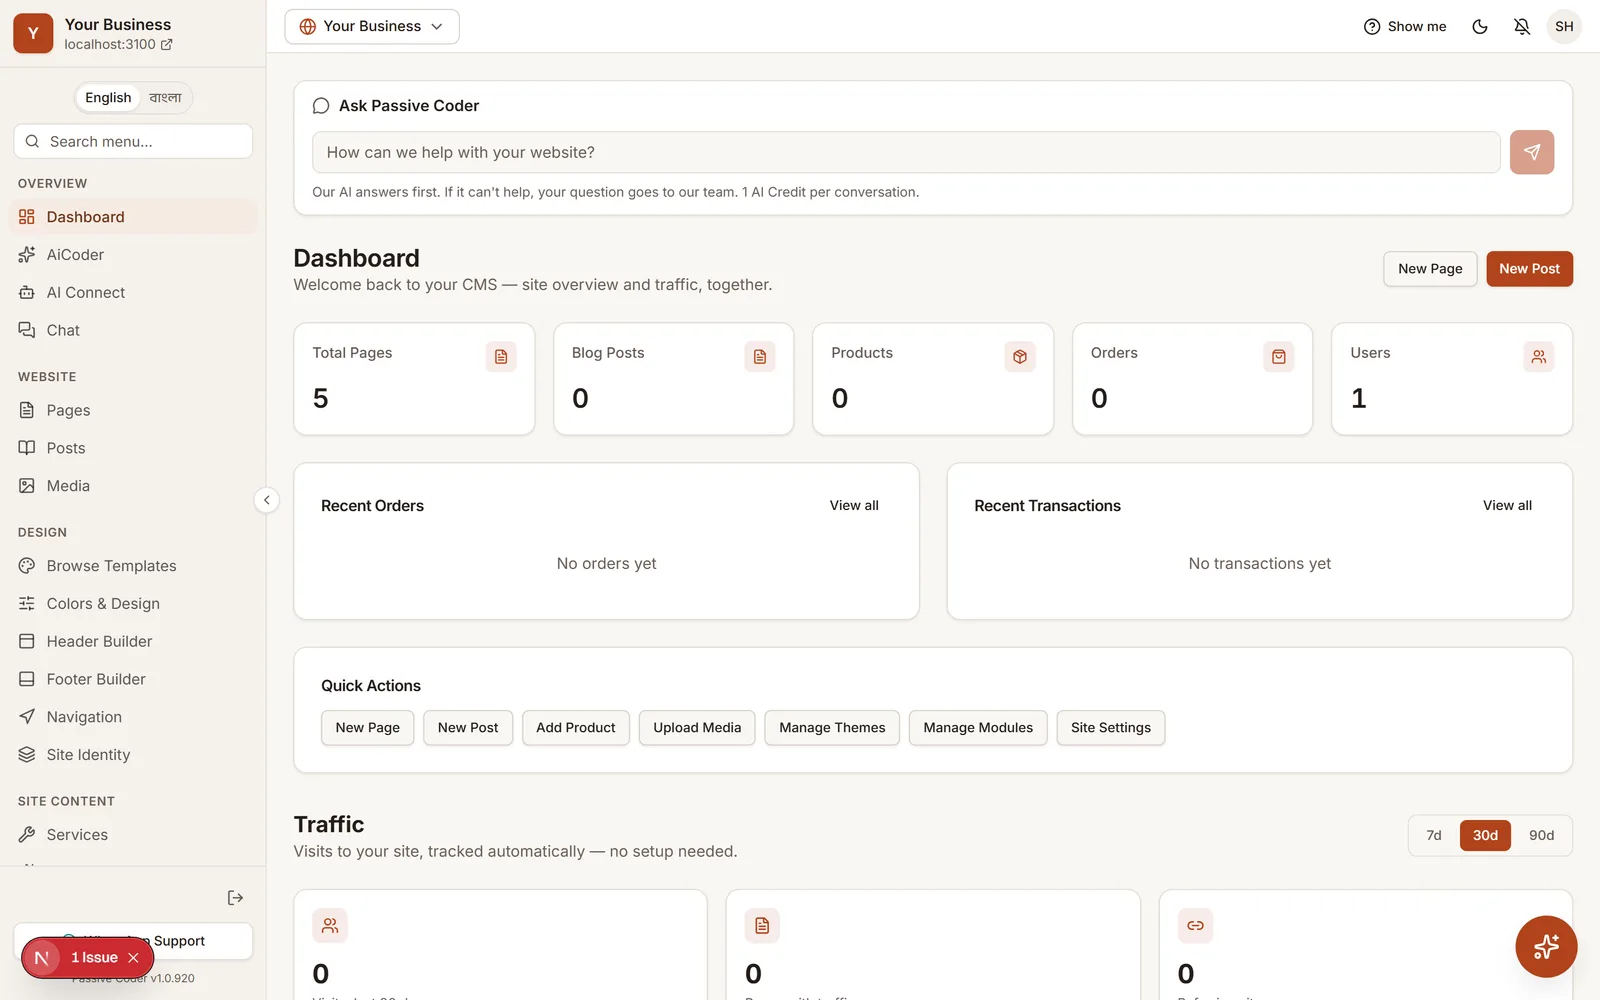 Y
Your Business
localhost:3100
English
বাংলা
Search menu...
OVERVIEW
Dashboard
AiCoder
AI Connect
Chat
WEBSITE
Pages
Posts
Media
DESIGN
Browse Templates
Colors & Design
Header Builder
Footer Builder
Navigation
Site Identity
SITE CONTENT
Services
Support
N
1 Issue
Passive Coder v1.0.920
Your Business
Show me
SH
Ask Passive Coder
How can we help with your website?
Our AI answers first. If it can't help, your question goes to our team. 1 AI Credit per conversation.
Dashboard
Welcome back to your CMS — site overview and traffic, together.
New Page
New Post
Total Pages
5
Blog Posts
0
Products
0
Orders
0
Users
1
Recent Orders
View all
No orders yet
Recent Transactions
View all
No transactions yet
Quick Actions
New Page
New Post
Add Product
Upload Media
Manage Themes
Manage Modules
Site Settings
Traffic
Visits to your site, tracked automatically — no setup needed.
7d
30d
90d
0
0
0